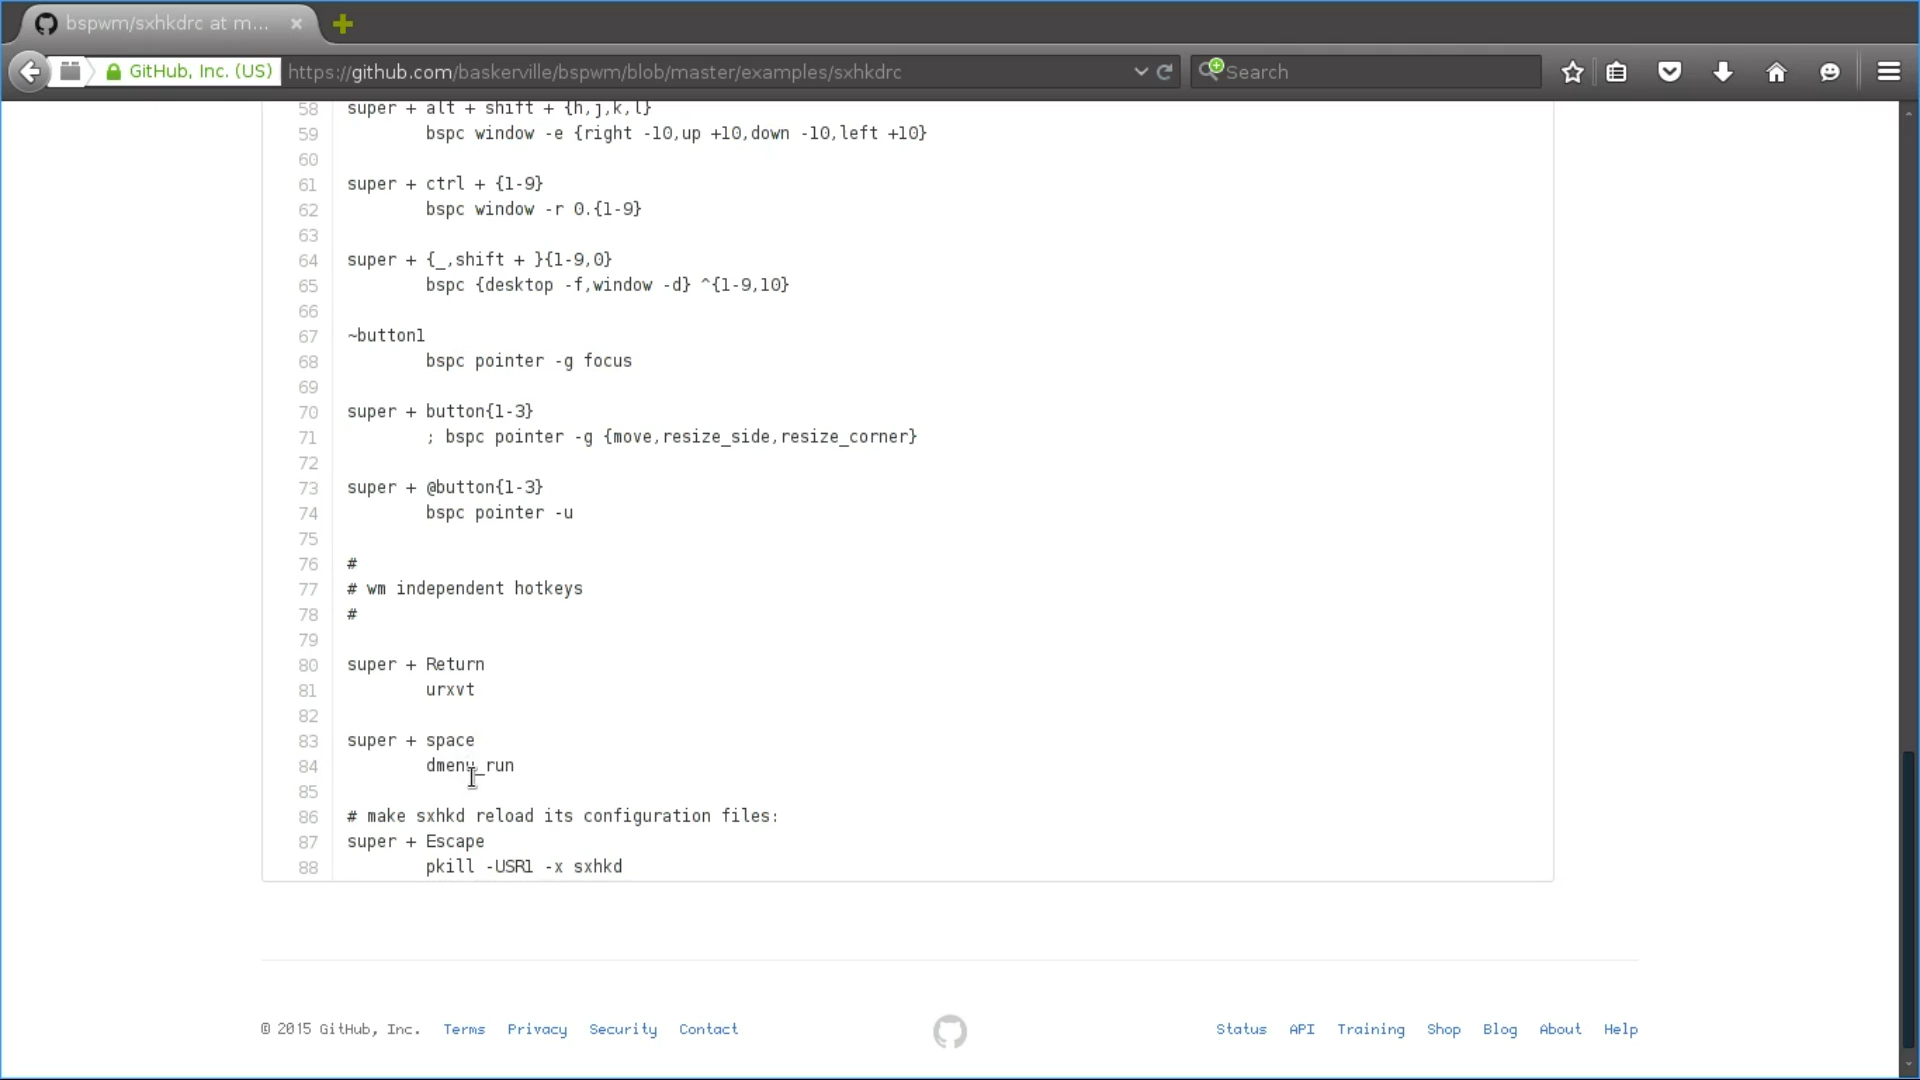 bspwm/sxhkdrc at m...
GitHub, Inc. (US)
https://github.com/baskerville/bspwm/blob/master/examples/sxhkdrc
Search
58 super + alt + shift + {h,j,k,l}
59 bspc window -e {right -10,up +10,down -10,left +10}
60
61 super + ctrl + {1-9}
62 bspc window -r 0.{1-9}
63
64 super + {_,shift + }{1-9,0}
65 bspc {desktop -f,window -d} ^{1-9,10}
66
67 ~button1
68 bspc pointer -g focus
69
70 super + button{1-3}
71 ; bspc pointer -g {move,resize_side,resize_corner}
72
73 super + @button{1-3}
74 bspc pointer -u
75
76 #
77 # wm independent hotkeys
78 #
79
80 super + Return
81 urxvt
82
83 super + space
84 dmenu_run
85
86 # make sxhkd reload its configuration files:
87 super + Escape
88 pkill -USR1 -x sxhkd
© 2015 GitHub, Inc. Terms Privacy Security Contact Status API Training Shop Blog About Help